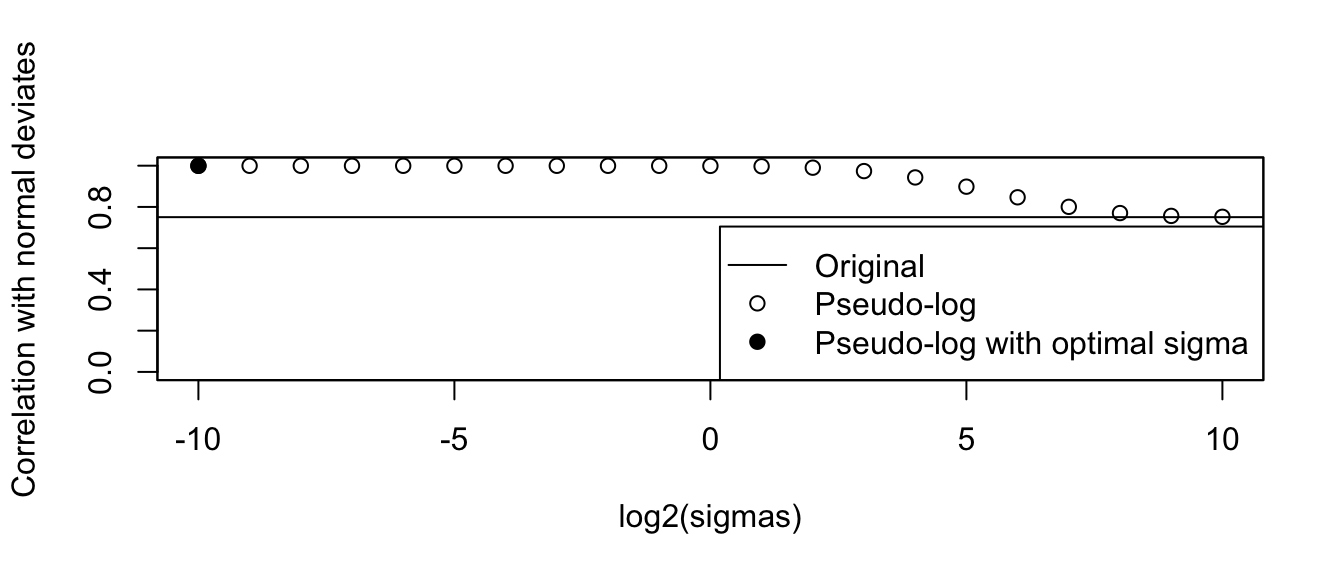 Correlation with normal deviates
0.8
0.4
0.0
Original
Pseudo-log
Pseudo-log with optimal sigma
-10 -5 0 5 10
log2(sigmas)